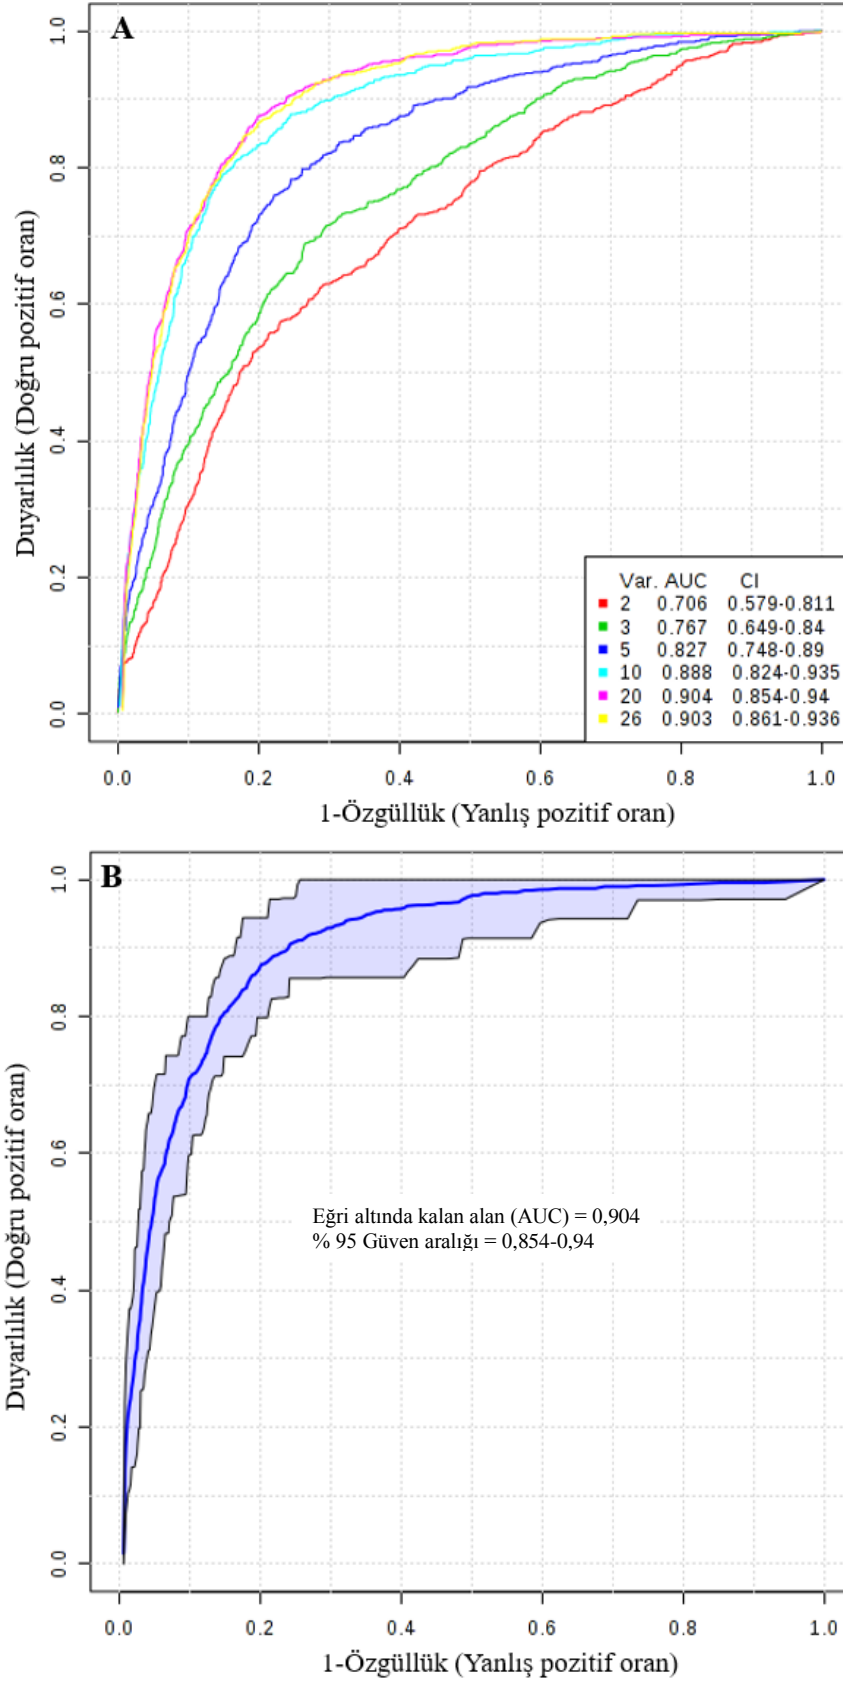 A
Duyarlılık (Doğru pozitif oran)
1.0
0.8
0.6
0.4
0.2
0.0
Var. AUC CI
2 0.706 0.579-0.811
3 0.767 0.649-0.84
5 0.827 0.748-0.89
10 0.888 0.824-0.935
20 0.904 0.854-0.94
26 0.903 0.861-0.936
0.0 0.2 0.4 0.6 0.8 1.0
1-Özgüllük (Yanlış pozitif oran)
B
Duyarlılık (Doğru pozitif oran)
1.0
0.8
0.6
0.4
0.2
0.0
Eğri altında kalan alan (AUC) = 0,904
% 95 Güven aralığı = 0,854-0,94
0.0 0.2 0.4 0.6 0.8 1.0
1-Özgüllük (Yanlış pozitif oran)